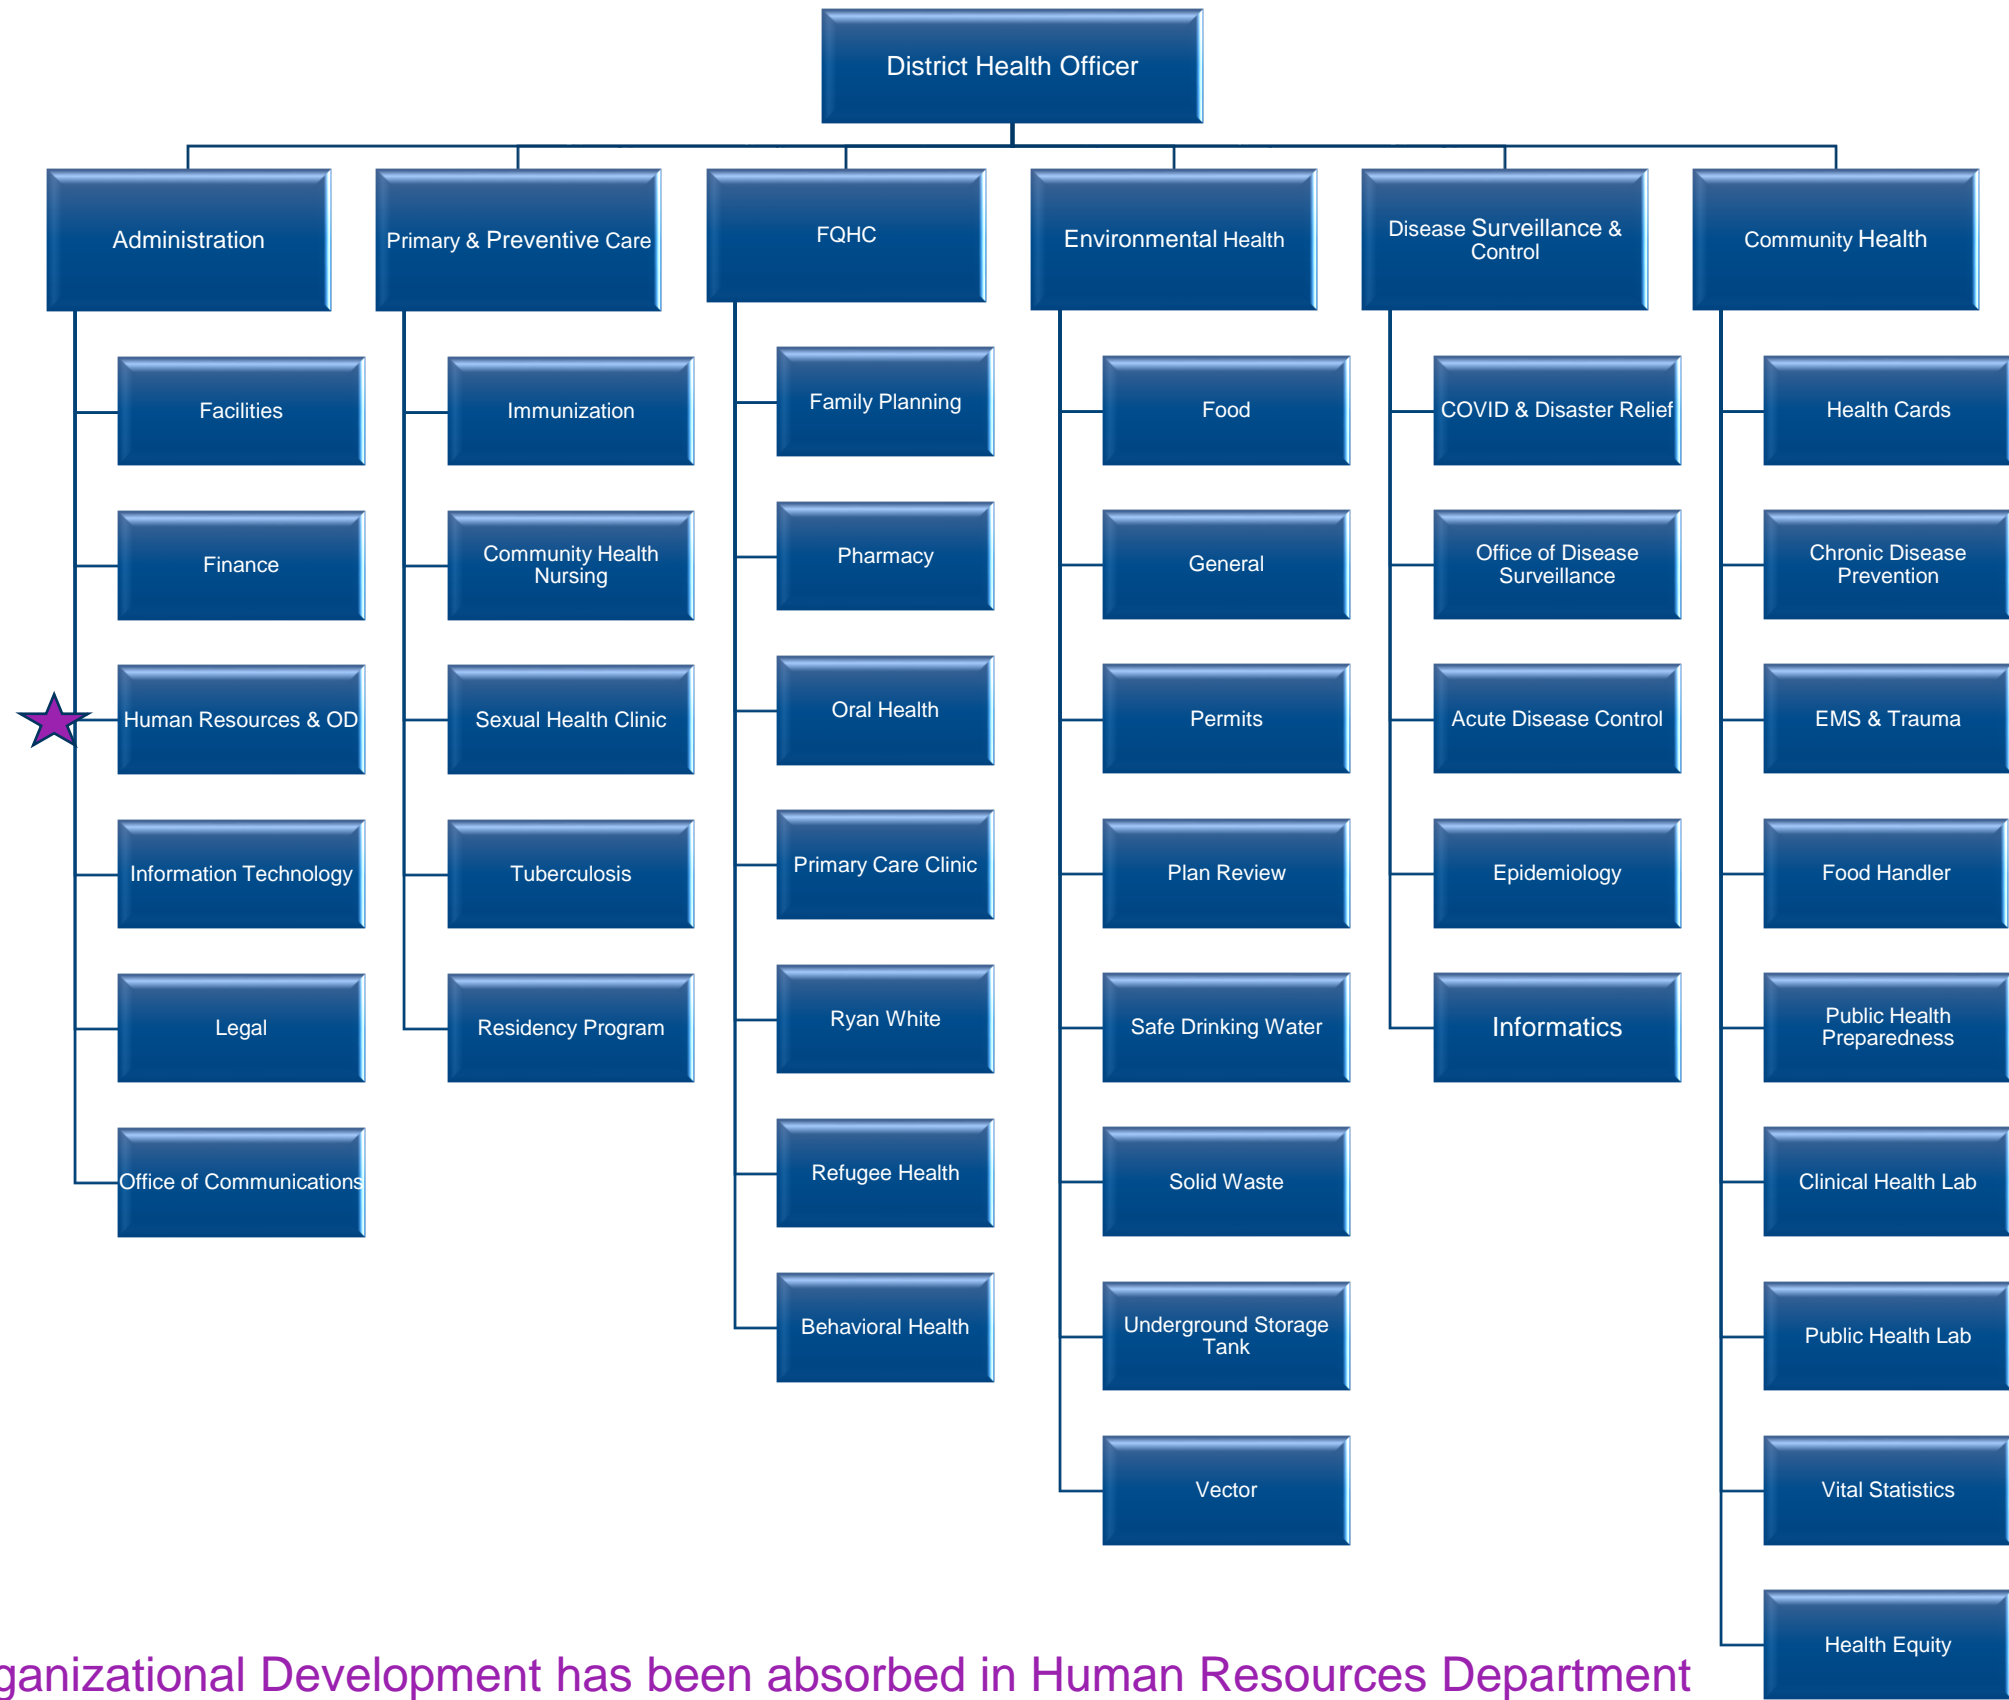 District Health Officer
Administration
Facilities
Finance
Human Resources & OD
Information Technology
Legal
Office of Communications
Primary & Preventive Care
Immunization
Community Health
Nursing
Sexual Health Clinic
Tuberculosis
Residency Program
FQHC
Family Planning
Pharmacy
Oral Health
Primary Care Clinic
Ryan White
Refugee Health
Behavioral Health
Environmental Health
Food
General
Permits
Plan Review
Safe Drinking Water
Solid Waste
Underground Storage
Tank
Vector
Disease Surveillance &
Control
COVID & Disaster Relief
Office of Disease
Surveillance
Acute Disease Control
Epidemiology
Informatics
Community Health
Health Cards
Chronic Disease
Prevention
EMS & Trauma
Food Handler
Public Health
Preparedness
Clinical Health Lab
Public Health Lab
Vital Statistics
Health Equity
ganizational Development has been absorbed in Human Resources Department